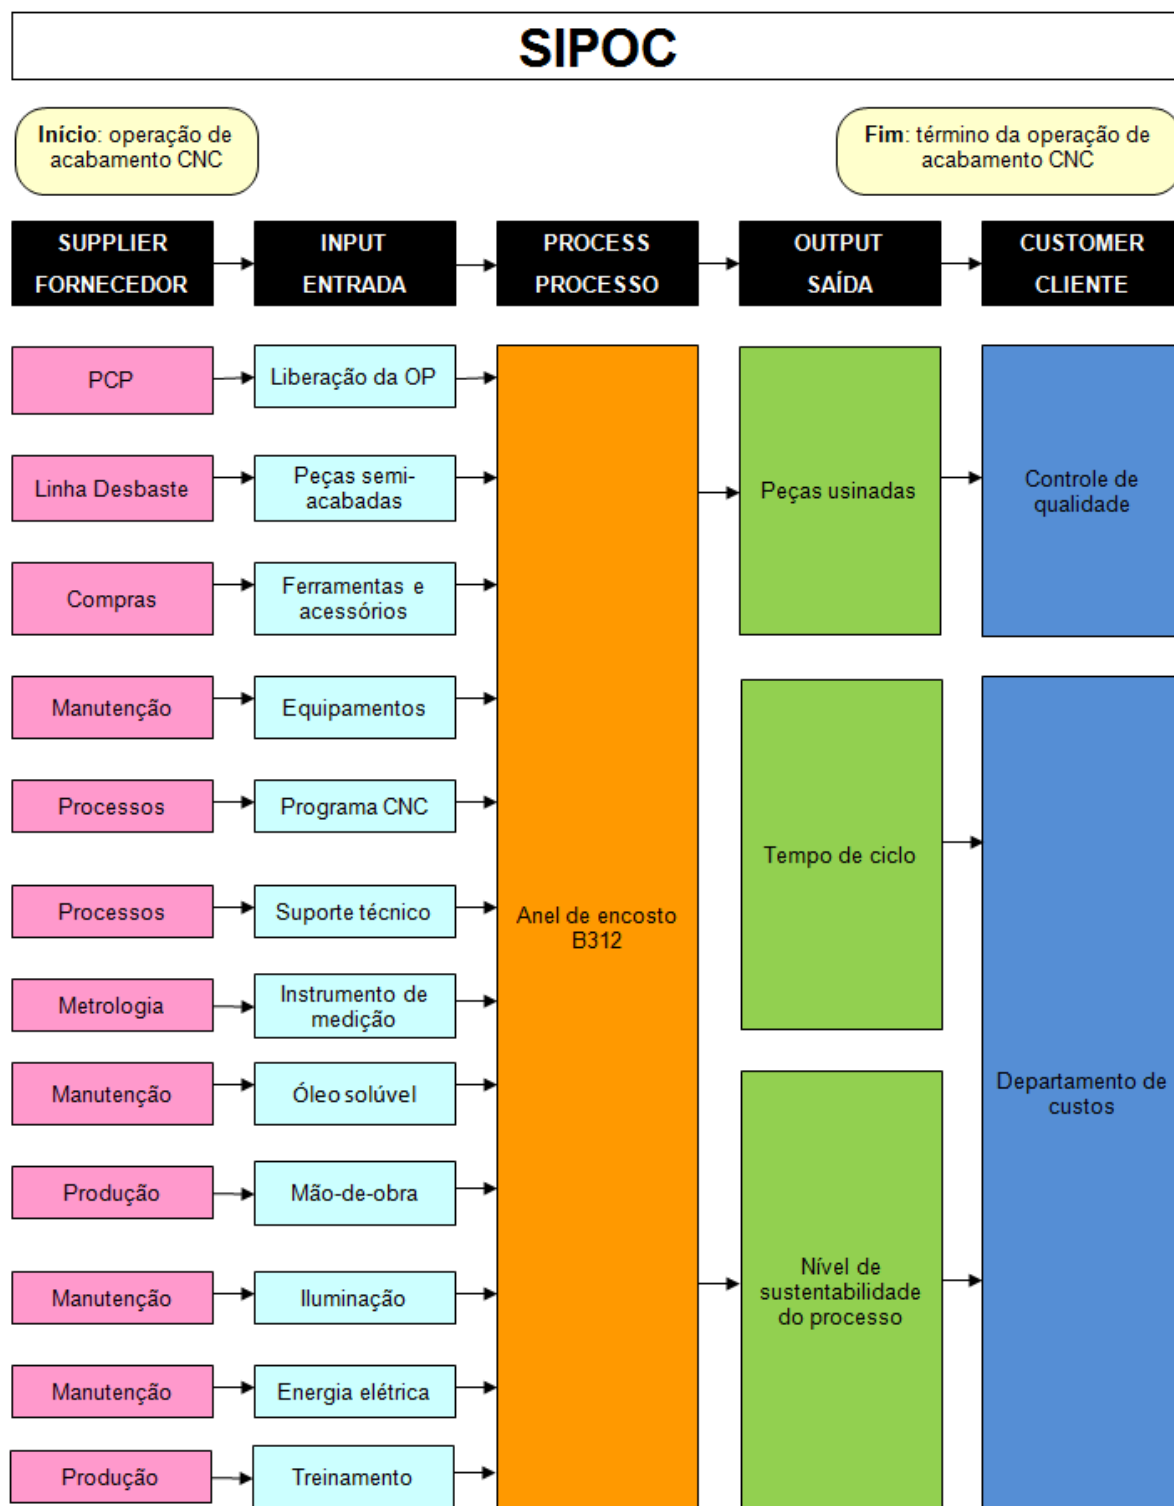 SIPOC
Início: operação de
acabamento CNC
Fim: término da operação de
acabamento CNC
SUPPLIER
FORNECEDOR
INPUT
ENTRADA
PROCESS
PROCESSO
OUTPUT
SAÍDA
CUSTOMER
CLIENTE
PCP
Liberação da OP
Linha Desbaste
Peças semi-
acabadas
Compras
Ferramentas e
acessórios
Manutenção
Equipamentos
Processos
Programa CNC
Processos
Suporte técnico
Metrologia
Instrumento de
medição
Manutenção
Óleo solúvel
Produção
Mão-de-obra
Manutenção
Iluminação
Manutenção
Energia elétrica
Produção
Treinamento
Anel de encosto
B312
Peças usinadas
Tempo de ciclo
Nível de
sustentabilidade
do processo
Controle de
qualidade
Departamento de
custos